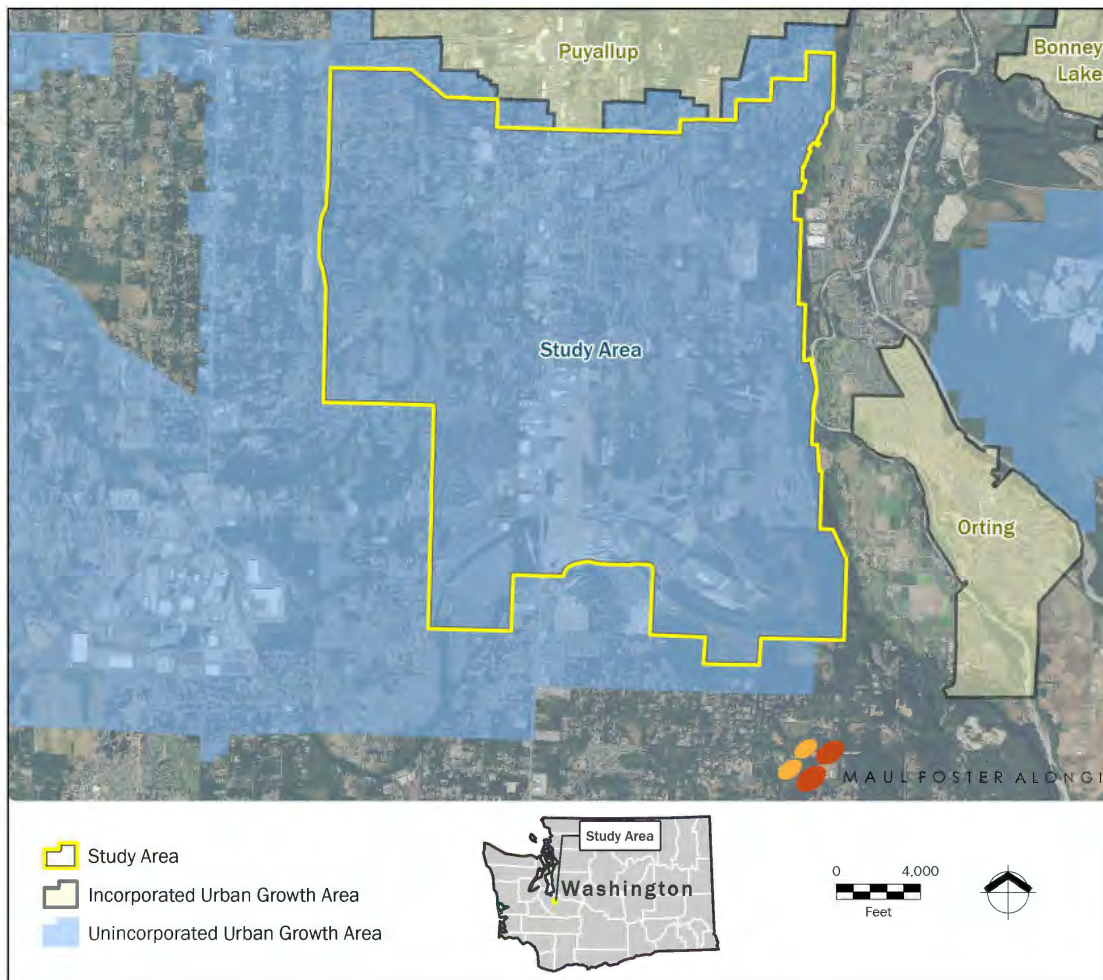 Puyallup
Bonney
Lake
Study Area
Orting
MAUL FOSTER ALONGI
Study Area
Incorporated Urban Growth Area
Unincorporated Urban Growth Area
Study Area
Washington
0 4,000
Feet